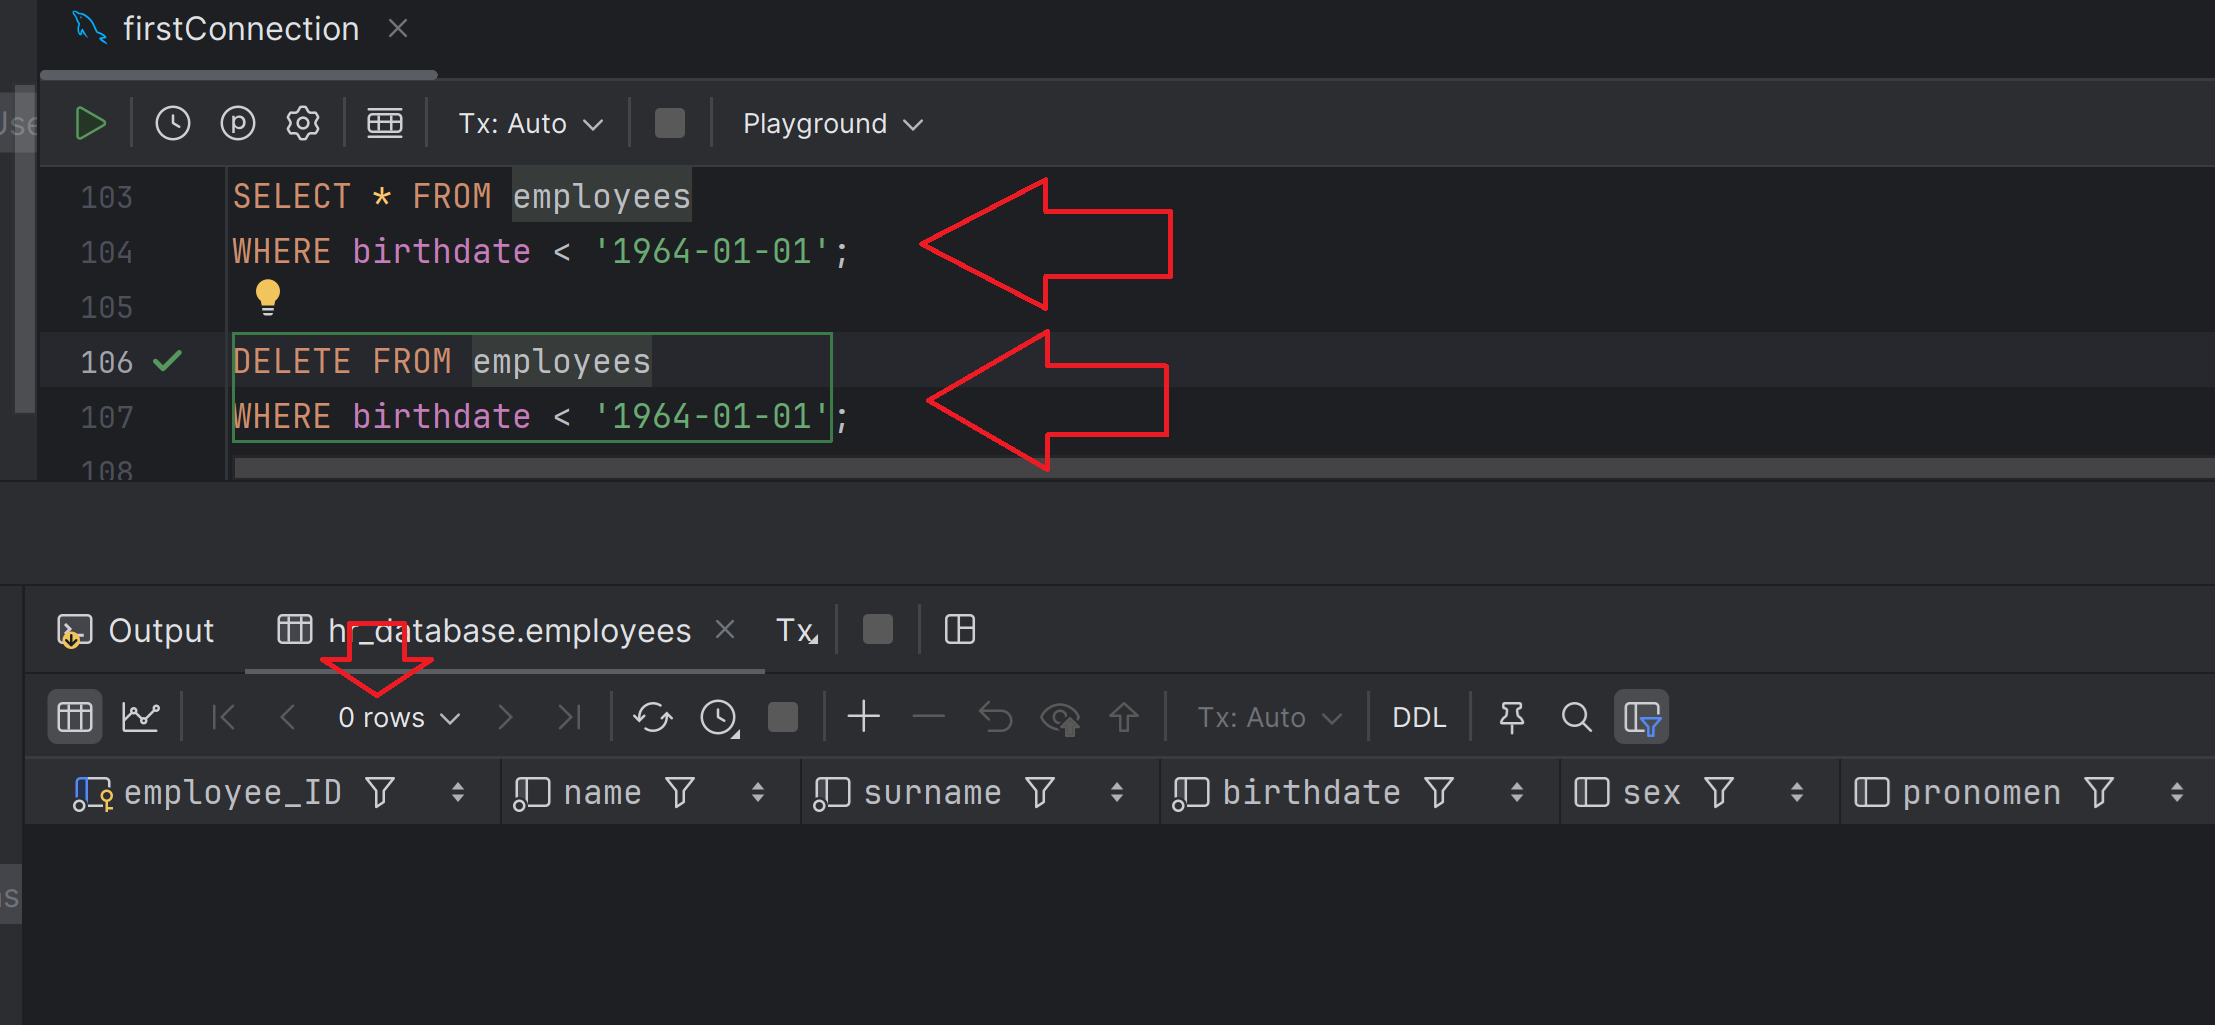 firstConnection
Use
Tx: Auto
Playground
103 SELECT * FROM employees
104 WHERE birthdate < '1964-01-01';
105
106 DELETE FROM employees
107 WHERE birthdate < '1964-01-01';
108
Output
hr_database.employees
Tx
0 rows
Tx: Auto
DDL
employee_ID
name
surname
birthdate
sex
pronomen